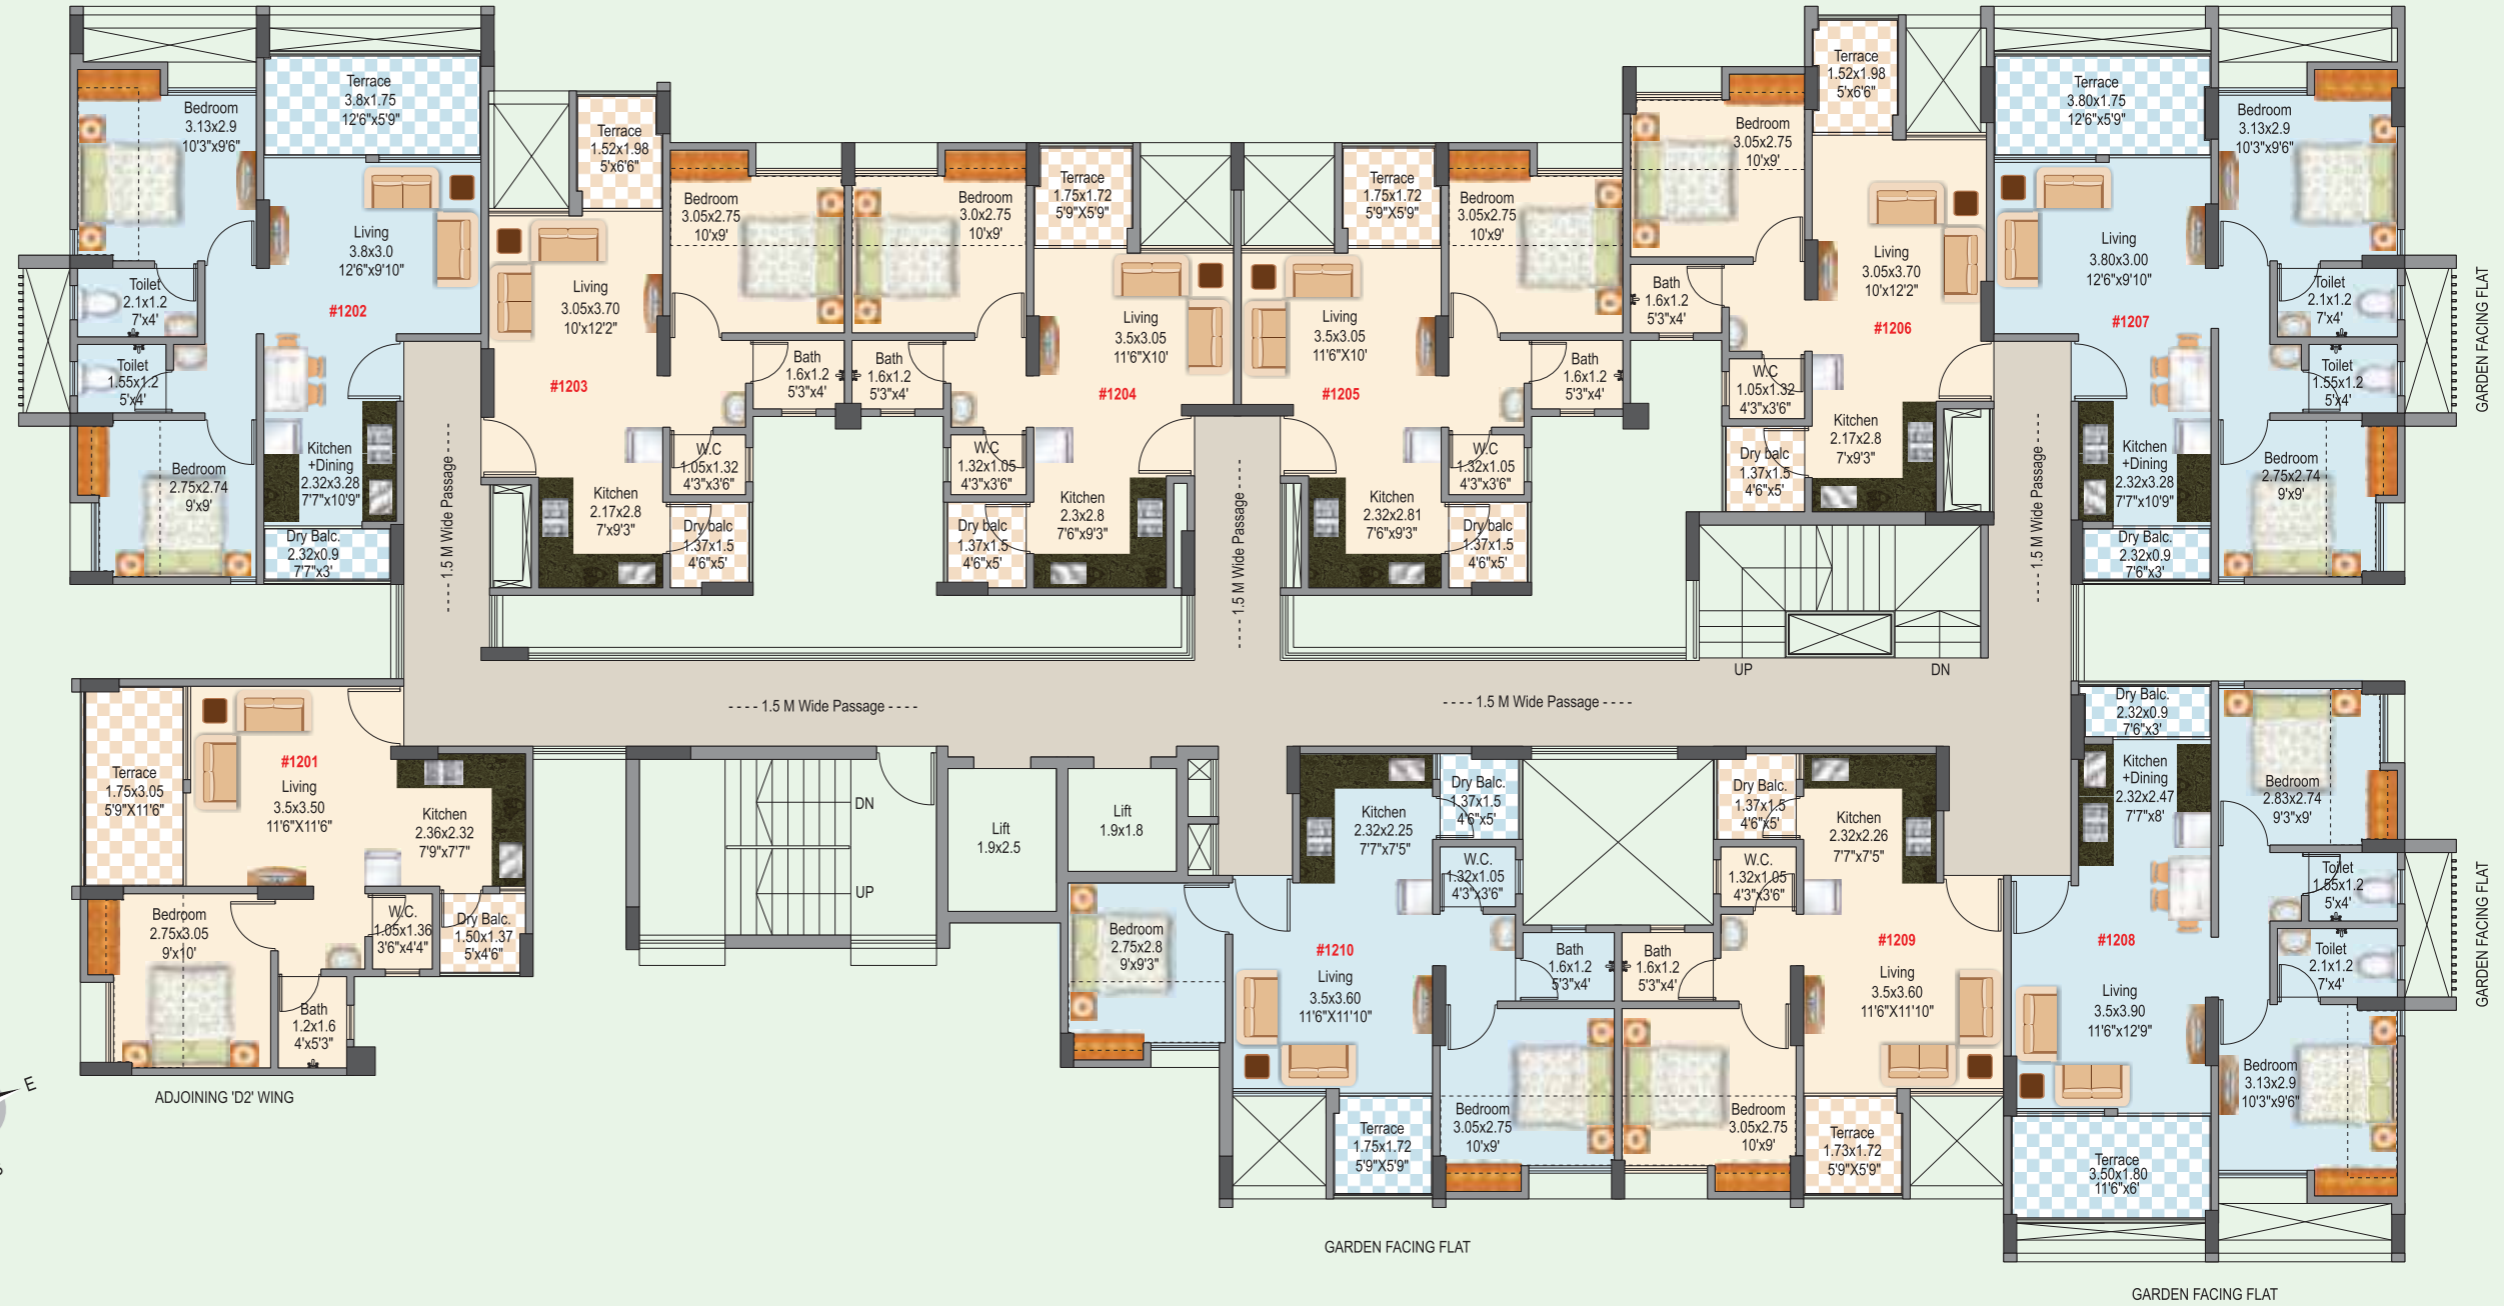 Bedroom
3.13x2.9
10'3"x9'6"
Terrace
3.8x1.75
12'6"x5'9"
Living
3.8x3.0
12'6"x9'10"
#1202
Toilet
2.1x1.2
7'x4'
Toilet
1.55x1.2
5'x4'
Bedroom
2.75x2.74
9'x9'
Kitchen
+Dining
2.32x3.28
7'7"x10'9"
Dry Balc.
2.32x0.9
7'7"x3'
---- 1.5 M Wide Passage ----
Terrace
1.52x1.98
5'x6'6"
Living
3.05x3.70
10'x12'2"
#1203
Bedroom
3.05x2.75
10'x9'
Bath
1.6x1.2
5'3"x4'
W.C
1.05x1.32
4'3"x3'6"
Kitchen
2.17x2.8
7'x9'3"
Dry balc
1.37x1.5
4'6"x5'
Bedroom
3.0x2.75
10'x9'
Terrace
1.75x1.72
5'9"X5'9"
Living
3.5x3.05
11'6"X10'
#1204
Bath
1.6x1.2
5'3"x4'
W.C
1.32x1.05
4'3"x3'6"
Kitchen
2.3x2.8
7'6"x9'3"
Dry balc
1.37x1.5
4'6"x5'
---- 1.5 M Wide Passage ----
Terrace
1.75x1.72
5'9"X5'9"
Living
3.5x3.05
11'6"X10'
#1205
Bedroom
3.05x2.75
10'x9'
Bath
1.6x1.2
5'3"x4'
W.C
1.32x1.05
4'3"x3'6"
Kitchen
2.32x2.81
7'6"x9'3"
Dry balc
1.37x1.5
4'6"x5'
Terrace
1.52x1.98
5'x6'6"
Bedroom
3.05x2.75
10'x9'
Living
3.05x3.70
10'x12'2"
#1206
Bath
1.6x1.2
5'3"x4'
W.C
1.05x1.32
4'3"x3'6"
Kitchen
2.17x2.8
7'x9'3"
Dry balc
1.37x1.5
4'6"x5'
---- 1.5 M Wide Passage ----
Terrace
3.80x1.75
12'6"x5'9"
Bedroom
3.13x2.9
10'3"x9'6"
Living
3.80x3.00
12'6"x9'10"
#1207
Toilet
2.1x1.2
7'x4'
Toilet
1.55x1.2
5'x4'
Kitchen
+Dining
2.32x3.28
7'7"x10'9"
Bedroom
2.75x2.74
9'x9'
Dry Balc.
2.32x0.9
7'6"x3'
GARDEN FACING FLAT
UP
DN
---- 1.5 M Wide Passage ----
---- 1.5 M Wide Passage ----
Terrace
1.75x3.05
5'9"X11'6"
#1201
Living
3.5x3.50
11'6"X11'6"
Kitchen
2.36x2.32
7'9"x7'7"
Bedroom
2.75x3.05
9'x10'
W.C.
1.05x1.36
3'6"x4'4"
Dry Balc.
1.50x1.37
5'x4'6"
Bath
1.2x1.6
4'x5'3"
ADJOINING 'D2' WING
E
DN
UP
Lift
1.9x2.5
Lift
1.9x1.8
Kitchen
2.32x2.25
7'7"x7'5"
Dry Balc.
1.37x1.5
4'6"x5'
W.C.
1.32x1.05
4'3"x3'6"
Bedroom
2.75x2.8
9'x9'3"
#1210
Living
3.5x3.60
11'6"X11'10"
Bath
1.6x1.2
5'3"x4'
Bedroom
3.05x2.75
10'x9'
Terrace
1.75x1.72
5'9"X5'9"
Dry Balc.
1.37x1.5
4'6"x5'
Kitchen
2.32x2.26
7'7"x7'5"
W.C.
1.32x1.05
4'3"x3'6"
#1209
Living
3.5x3.60
11'6"X11'10"
Bath
1.6x1.2
5'3"x4'
Bedroom
3.05x2.75
10'x9'
Terrace
1.73x1.72
5'9"X5'9"
Dry Balc.
2.32x0.9
7'6"x3'
Kitchen
+Dining
2.32x2.47
7'7"x8'
Bedroom
2.83x2.74
9'3"x9'
Toilet
1.55x1.2
5'x4'
#1208
Toilet
2.1x1.2
7'x4'
Living
3.5x3.90
11'6"x12'9"
Bedroom
3.13x2.9
10'3"x9'6"
Terrace
3.50x1.80
11'6"x6'
GARDEN FACING FLAT
GARDEN FACING FLAT
GARDEN FACING FLAT